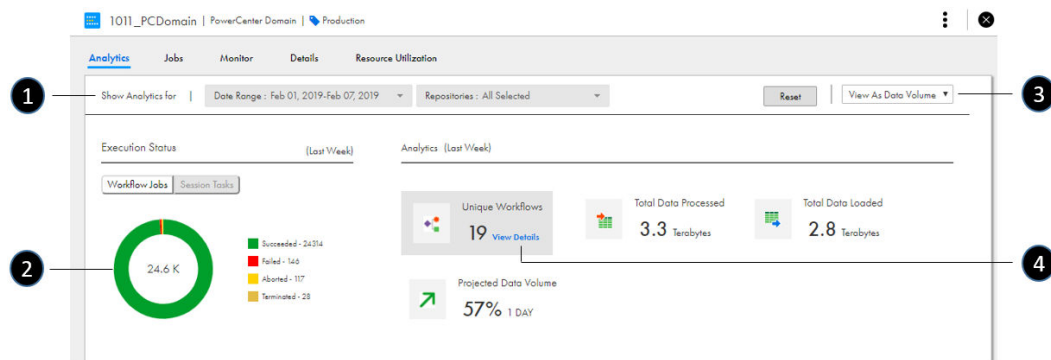 1011_PCDomain | PowerCenter Domain | Production
Analytics Jobs Monitor Details Resource Utilization
1 Show Analytics for | Date Range : Feb 01, 2019-Feb 07, 2019 Repositories : All Selected Reset View As Data Volume 3
Execution Status (Last Week) Analytics (Last Week)
Workflow Jobs Session Tasks
Unique Workflows Total Data Processed Total Data Loaded
19 View Details 3.3 Terabytes 2.8 Terabytes
Succeeded - 24314
2 24.6 K Failed - 146 4
Aborted - 117
Terminated - 28
Projected Data Volume
57% 1 DAY